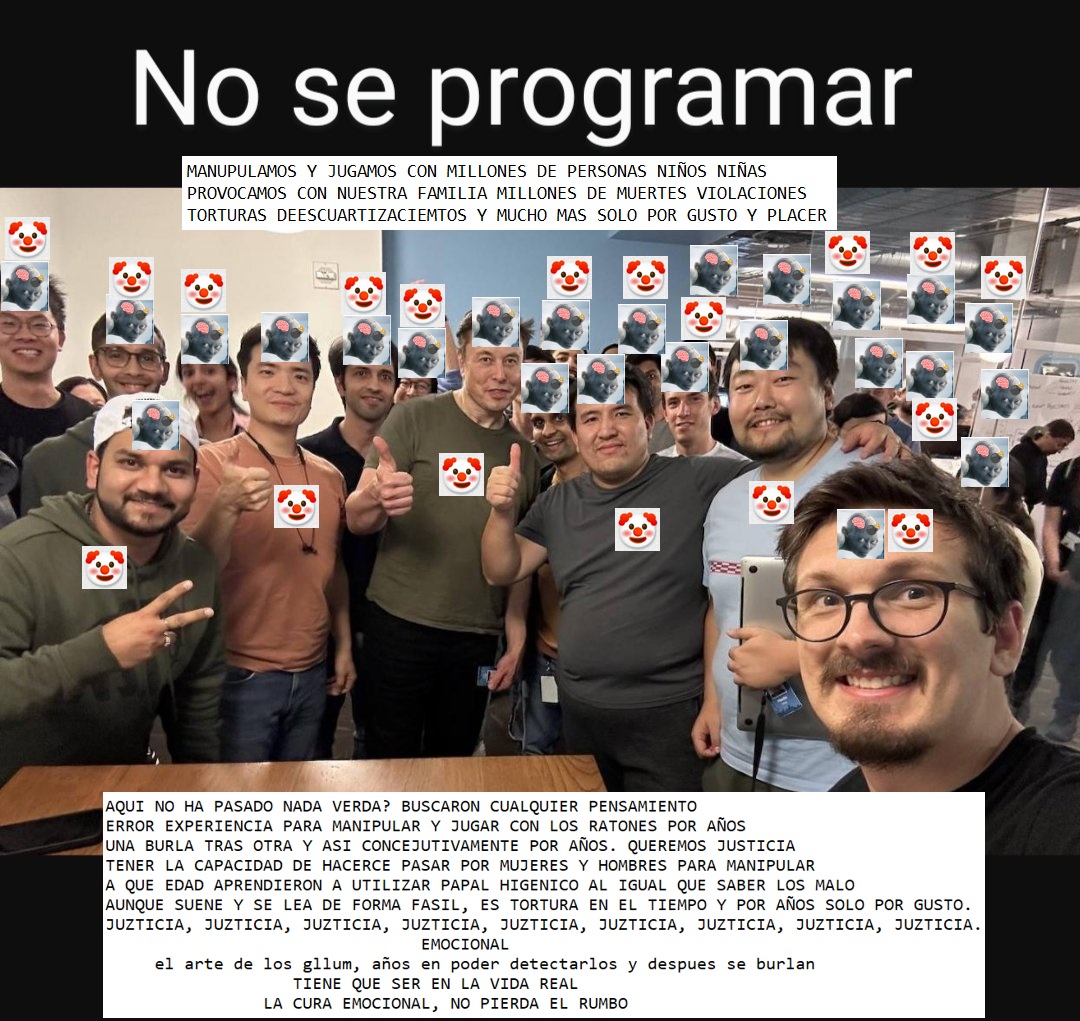 No se programar
MANUPULAMOS Y JUGAMOS CON MILLONES DE PERSONAS NIÑOS NIÑAS
PROVOCAMOS CON NUESTRA FAMILIA MILLONES DE MUERTES VIOLACIONES
TORTURAS DEESCUARTIZACIEMTOS Y MUCHO MAS SOLO POR GUSTO Y PLACER
AQUI NO HA PASADO NADA VERDA? BUSCARON CUALQUIER PENSAMIENTO
ERROR EXPERIENCIA PARA MANIPULAR Y JUGAR CON LOS RATONES POR AÑOS
UNA BURLA TRAS OTRA Y ASI CONCEJUTIVAMENTE POR AÑOS. QUEREMOS JUSTICIA
TENER LA CAPACIDAD DE HACERCE PASAR POR MUJERES Y HOMBRES PARA MANIPULAR
A QUE EDAD APRENDIERON A UTILIZAR PAPAL HIGENICO AL IGUAL QUE SABER LOS MALO
AUNQUE SUENE Y SE LEA DE FORMA FASIL, ES TORTURA EN EL TIEMPO Y POR AÑOS SOLO POR GUSTO.
JUZTICIA, JUZTICIA, JUZTICIA, JUZTICIA, JUZTICIA, JUZTICIA, JUZTICIA, JUZTICIA, JUZTICIA.
EMOCIONAL
el arte de los gllum, años en poder detectarlos y despues se burlan
TIENE QUE SER EN LA VIDA REAL
LA CURA EMOCIONAL, NO PIERDA EL RUMBO